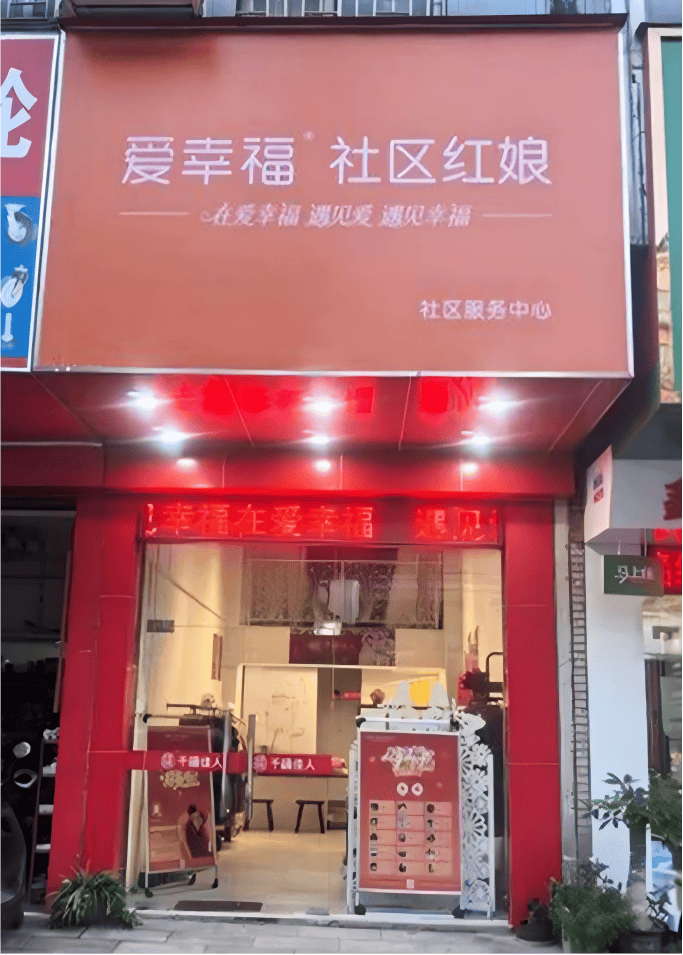 爱幸福 社区红娘
在爱幸福 遇见爱 遇见幸福
社区服务中心
幸福在爱幸福 遇见
马上
千禧佳人
千禧佳人